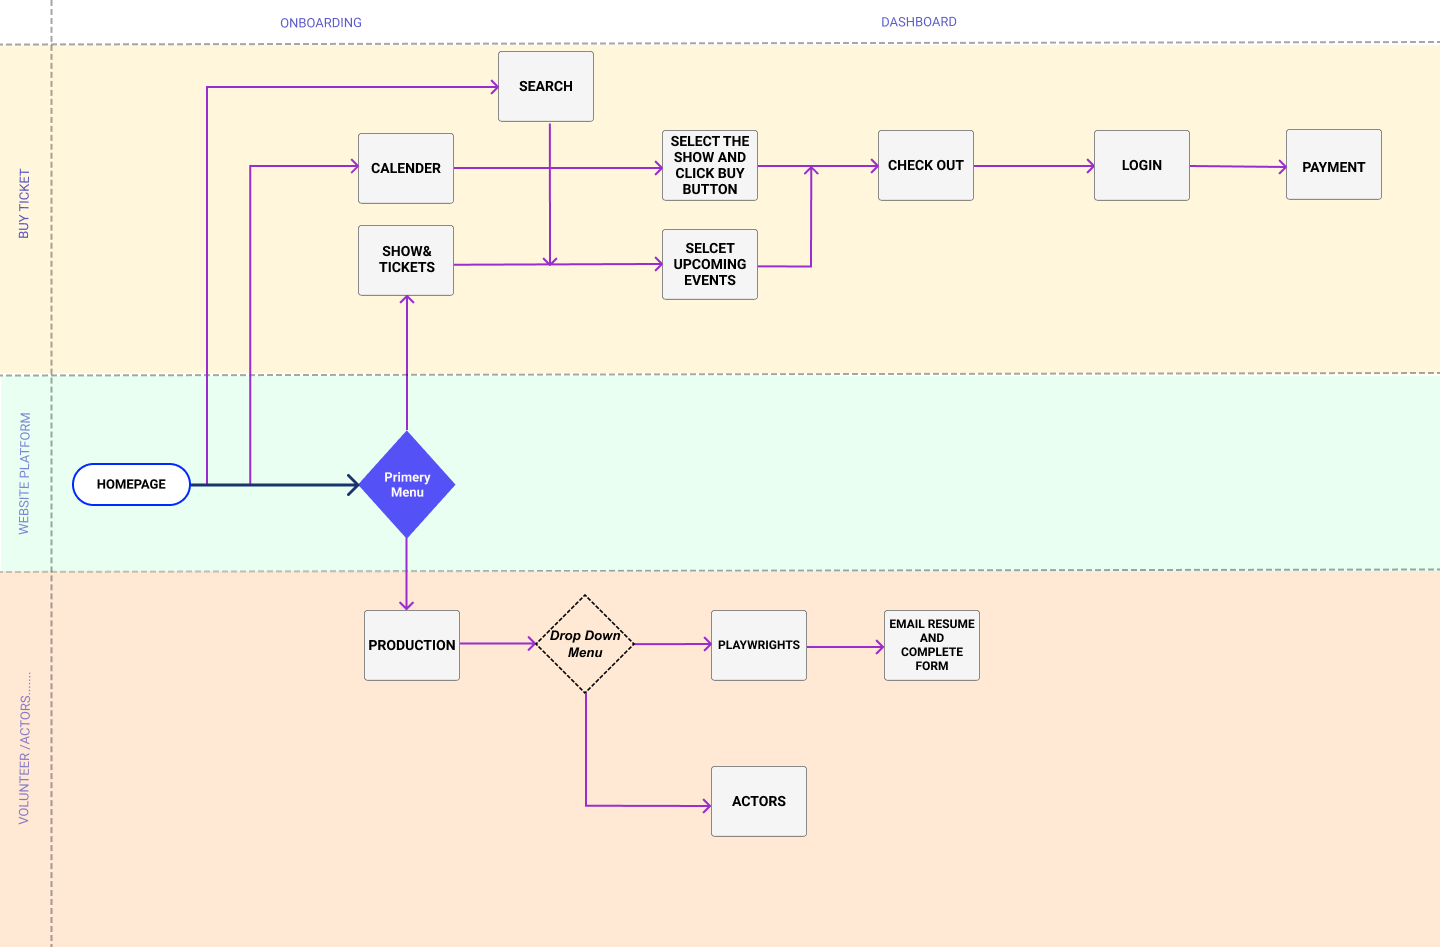 ONBOARDING
DASHBOARD
BUY TICKET
SEARCH
CALENDER
SELECT THE
SHOW AND
CLICK BUY
BUTTON
CHECK OUT
LOGIN
PAYMENT
SHOW&
TICKETS
SELCET
UPCOMING
EVENTS
WEBSITE PLATFORM
HOMEPAGE
Primery
Menu
VOLUNTEER /ACTORS......
PRODUCTION
Drop Down
Menu
PLAYWRIGHTS
EMAIL RESUME
AND
COMPLETE
FORM
ACTORS